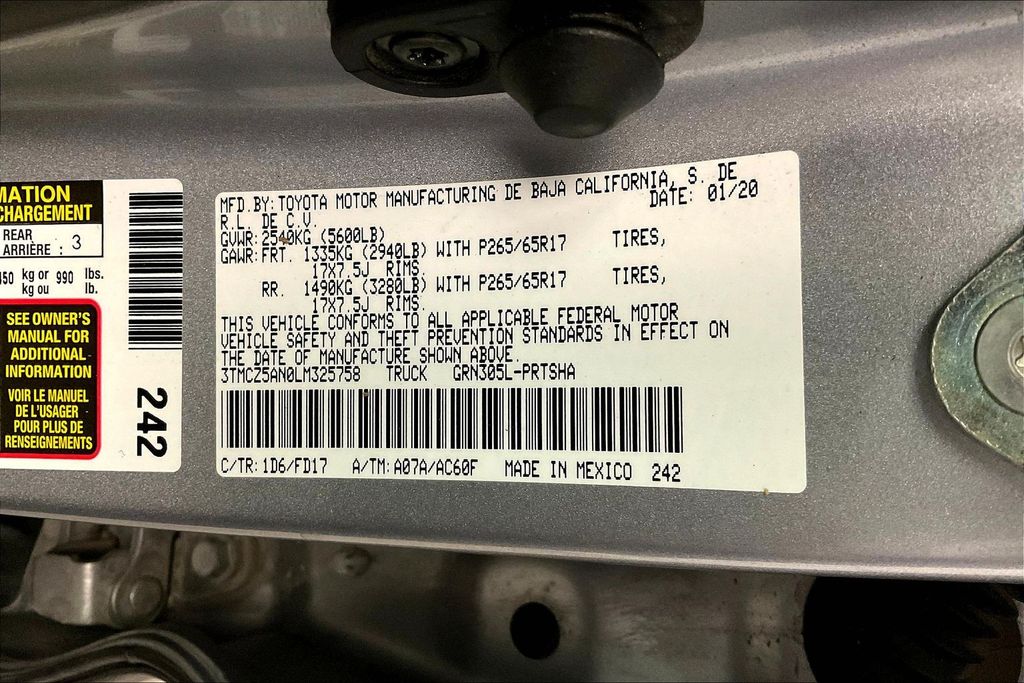 MATION
CHARGEMENT
REAR
ARRIÈRE : 3
450 kg or 990 lbs.
kg ou lb.
SEE OWNER'S
MANUAL FOR
ADDITIONAL
INFORMATION
VOIR LE MANUEL
DE L'USAGER
POUR PLUS DE
RENSEIGNEMENTS
242
MFD.BY:TOYOTA MOTOR MANUFACTURING DE BAJA CALIFORNIA, S. DE
R.L. DE C.V. DATE: 01/20
GVWR:2540KG (5600LB)
GAWR:FRT. 1335KG (2940LB) WITH P265/65R17 TIRES,
17X7.5J RIMS.
RR. 1490KG (3280LB) WITH P265/65R17 TIRES,
17X7.5J RIMS.
THIS VEHICLE CONFORMS TO ALL APPLICABLE FEDERAL MOTOR
VEHICLE SAFETY AND THEFT PREVENTION STANDARDS IN EFFECT ON
THE DATE OF MANUFACTURE SHOWN ABOVE.
3TMCZ5AN0LM325758 TRUCK GRN305L-PRTSHA
C/TR:1D6/FD17 A/TM:A07A/AC60F MADE IN MEXICO 242